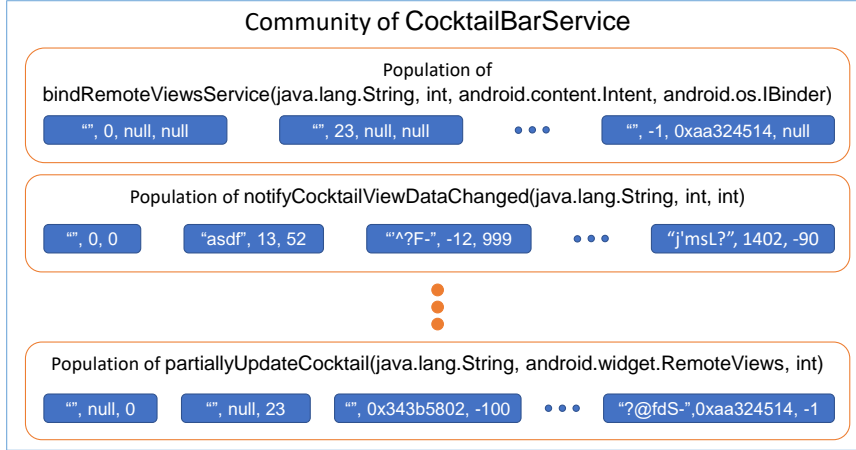 Community of CocktailBarService
Population of
bindRemoteViewsService(java.lang.String, int, android.content.Intent, android.os.IBinder)
“”, 0, null, null
“”, 23, null, null
“”, -1, 0xaa324514, null
Population of notifyCocktailViewDataChanged(java.lang.String, int, int)
“”, 0, 0
“asdf”, 13, 52
“'^?F-”, -12, 999
“j'msL?”, 1402, -90
Population of partiallyUpdateCocktail(java.lang.String, android.widget.RemoteViews, int)
“”, null, 0
“”, null, 23
“”, 0x343b5802, -100
“?@fdS-”,0xaa324514, -1